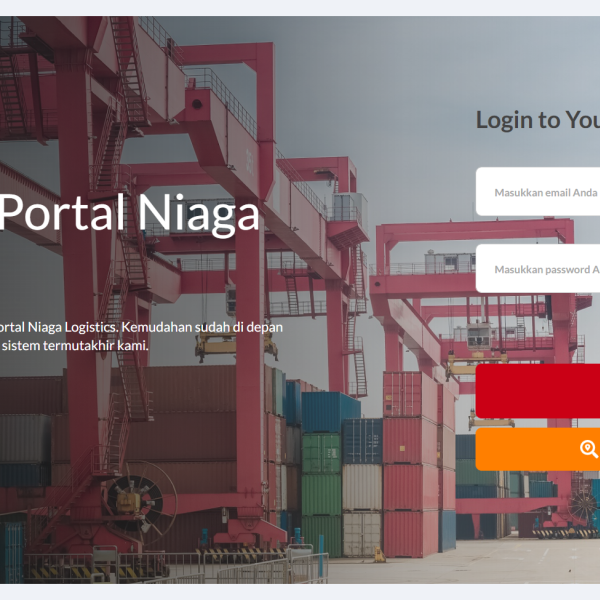 Login to You
Portal Niaga
Masukkan email Anda
Masukkan password A
ortal Niaga Logistics. Kemudahan sudah di depan
sistem termutakhir kami.